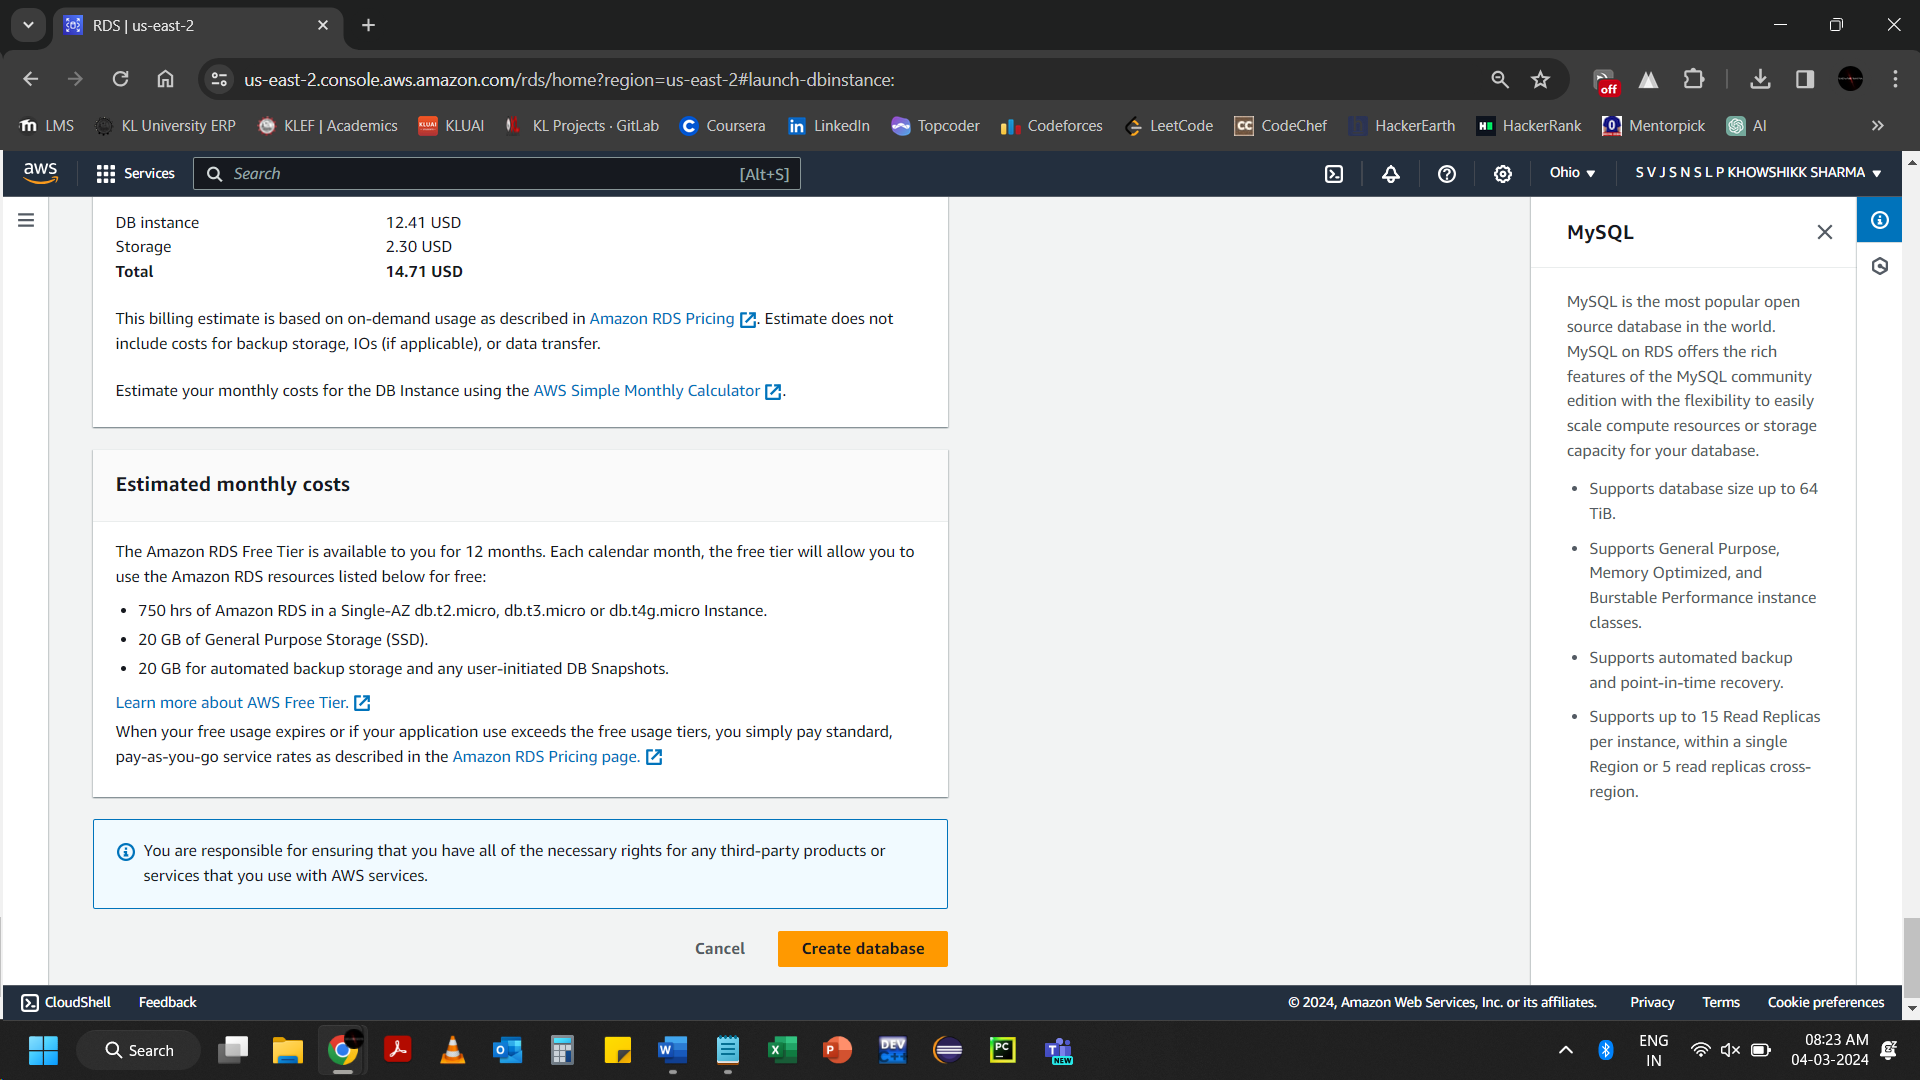 RDS | us-east-2
us-east-2.console.aws.amazon.com/rds/home?region=us-east-2#launch-dbinstance:
off
LMS
KL University ERP
KLEF | Academics
KLUAI
KLUAI
KL Projects · GitLab
Coursera
LinkedIn
Topcoder
Codeforces
LeetCode
CC
CodeChef
HackerEarth
HackerRank
Mentorpick
AI
aws
Services
Search
[Alt+S]
Ohio
S V J S N S L P KHOWSHIKK SHARMA
DB instance 12.41 USD
Storage 2.30 USD
Total 14.71 USD
This billing estimate is based on on-demand usage as described in Amazon RDS Pricing. Estimate does not
include costs for backup storage, IOs (if applicable), or data transfer.
Estimate your monthly costs for the DB Instance using the AWS Simple Monthly Calculator.
Estimated monthly costs
The Amazon RDS Free Tier is available to you for 12 months. Each calendar month, the free tier will allow you to
use the Amazon RDS resources listed below for free:
• 750 hrs of Amazon RDS in a Single-AZ db.t2.micro, db.t3.micro or db.t4g.micro Instance.
• 20 GB of General Purpose Storage (SSD).
• 20 GB for automated backup storage and any user-initiated DB Snapshots.
Learn more about AWS Free Tier.
When your free usage expires or if your application use exceeds the free usage tiers, you simply pay standard,
pay-as-you-go service rates as described in the Amazon RDS Pricing page.
You are responsible for ensuring that you have all of the necessary rights for any third-party products or
services that you use with AWS services.
Cancel
Create database
MySQL
MySQL is the most popular open
source database in the world.
MySQL on RDS offers the rich
features of the MySQL community
edition with the flexibility to easily
scale compute resources or storage
capacity for your database.
• Supports database size up to 64
TiB.
• Supports General Purpose,
Memory Optimized, and
Burstable Performance instance
classes.
• Supports automated backup
and point-in-time recovery.
• Supports up to 15 Read Replicas
per instance, within a single
Region or 5 read replicas cross-
region.
CloudShell
Feedback
© 2024, Amazon Web Services, Inc. or its affiliates.
Privacy
Terms
Cookie preferences
Search
DEV
PC
NEW
ENG
IN
08:23 AM
04-03-2024